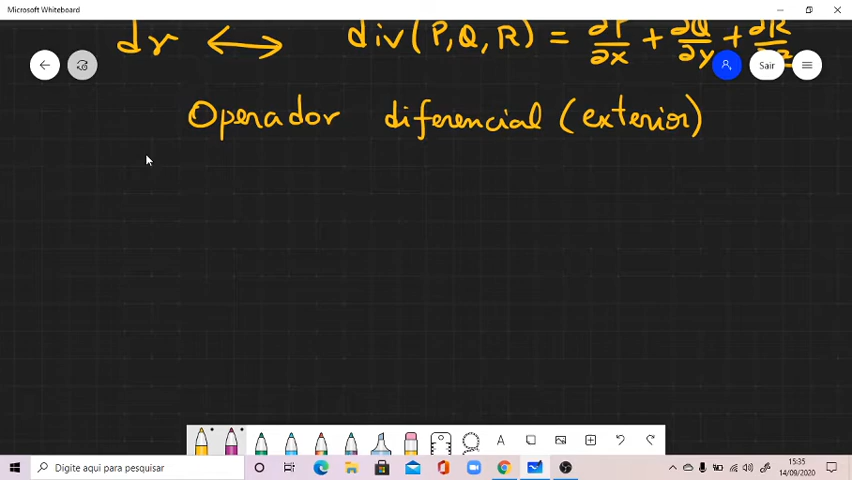 Microsoft Whiteboard
dr ⟷ div(P,Q,R) = ∂P/∂x + ∂Q/∂y + ∂R/∂z
Sair
Operador diferencial (exterior)
Digite aqui para pesquisar
15:35
14/09/2020